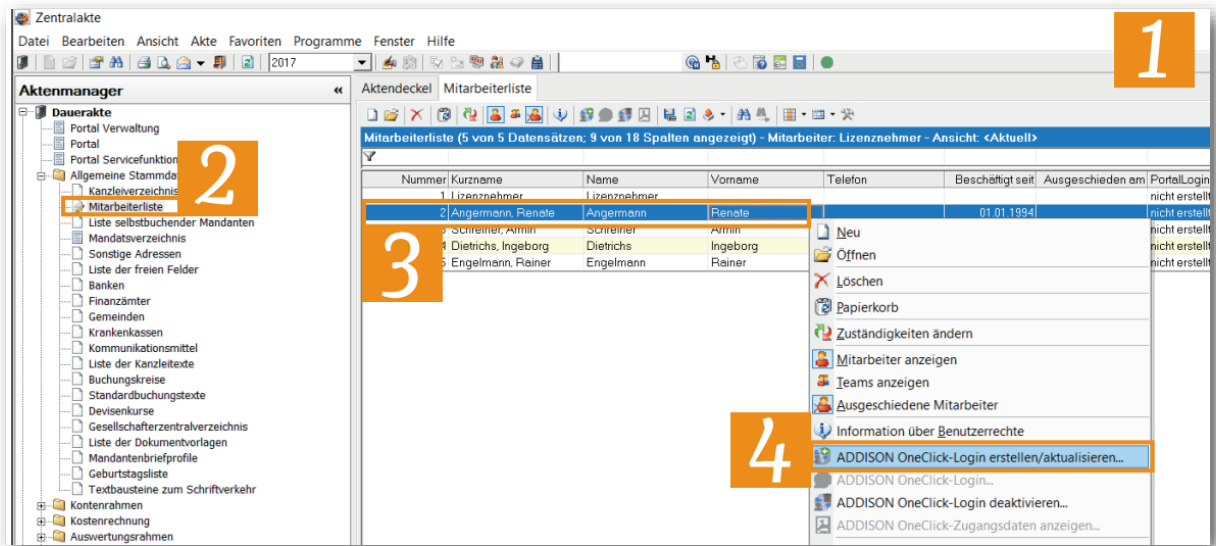 Zentralakte
Datei Bearbeiten Ansicht Akte Favoriten Programme Fenster Hilfe
2017
1
Aktenmanager «
Dauerakte
Portal Verwaltung
Portal
Portal Servicefunktion
Allgemeine Stammda
Kanzleiverzeichnis
Mitarbeiterliste
Liste selbstbuchender Mandanten
Mandatsverzeichnis
Sonstige Adressen
Liste der freien Felder
Banken
Finanzämter
Gemeinden
Krankenkassen
Kommunikationsmittel
Liste der Kanzleitexte
Buchungskreise
Standardbuchungstexte
Devisenkurse
Gesellschafterzentralverzeichnis
Liste der Dokumentvorlagen
Mandantenbriefprofile
Geburtstagsliste
Textbausteine zum Schriftverkehr
Kontenrahmen
Kostenrechnung
Auswertungsrahmen
2
Aktendeckel Mitarbeiterliste
Mitarbeiterliste (5 von 5 Datensätzen; 9 von 18 Spalten angezeigt) - Mitarbeiter: Lizenznehmer - Ansicht: <Aktuell>
Nummer Kurzname Name Vorname Telefon Beschäftigt seit Ausgeschieden am PortalLogin
1 Lizenznehmer Lizenznehmer nicht erstellt
2 Angermann, Renate Angermann Renate 01.01.1994 nicht erstellt
Schreiner, Armin Schreiner Armin nicht erstellt
4 Dietrichs, Ingeborg Dietrichs Ingeborg nicht erstellt
5 Engelmann, Rainer Engelmann Rainer nicht erstellt
3
Neu
Öffnen
Löschen
Papierkorb
Zuständigkeiten ändern
Mitarbeiter anzeigen
Teams anzeigen
Ausgeschiedene Mitarbeiter
Information über Benutzerrechte
4
ADDISON OneClick-Login erstellen/aktualisieren...
ADDISON OneClick-Login...
ADDISON OneClick-Login deaktivieren...
ADDISON OneClick-Zugangsdaten anzeigen...